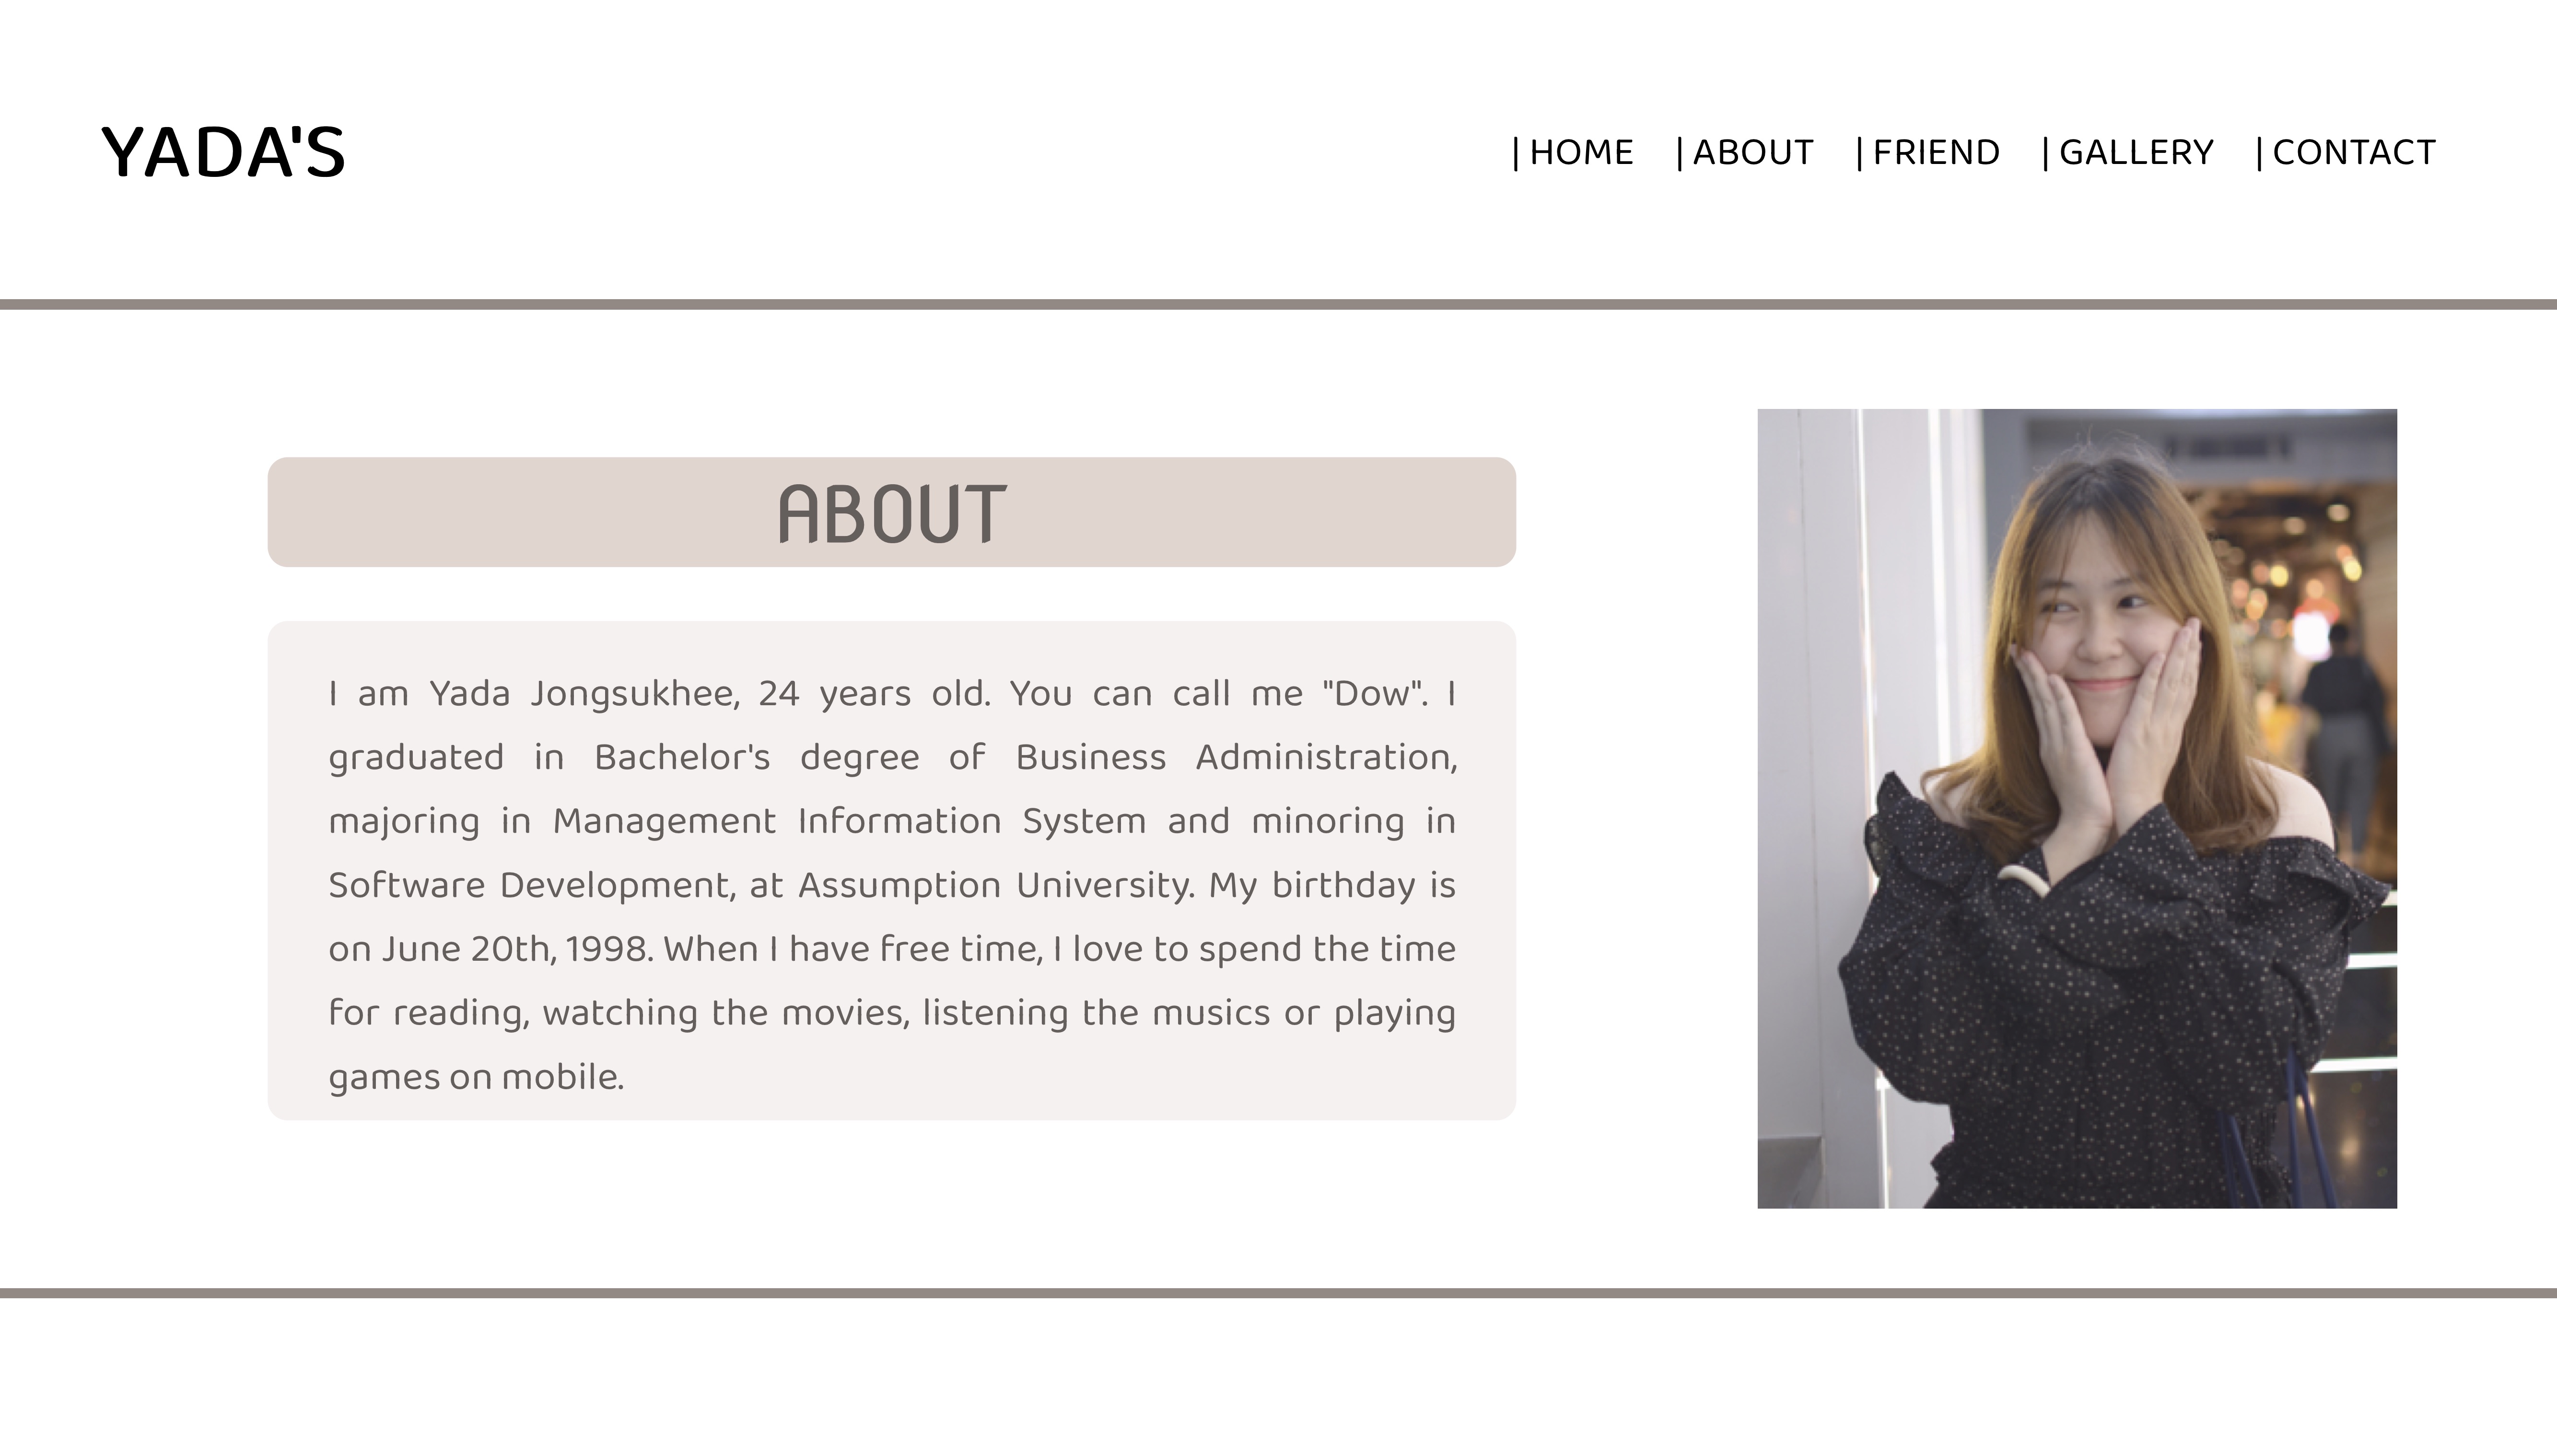 YADA'S
| HOME | ABOUT | FRIEND | GALLERY | CONTACT
ABOUT
I am Yada Jongsukhee, 24 years old. You can call me "Dow". I
graduated in Bachelor's degree of Business Administration,
majoring in Management Information System and minoring in
Software Development, at Assumption University. My birthday is
on June 20th, 1998. When I have free time, I love to spend the time
for reading, watching the movies, listening the musics or playing
games on mobile.